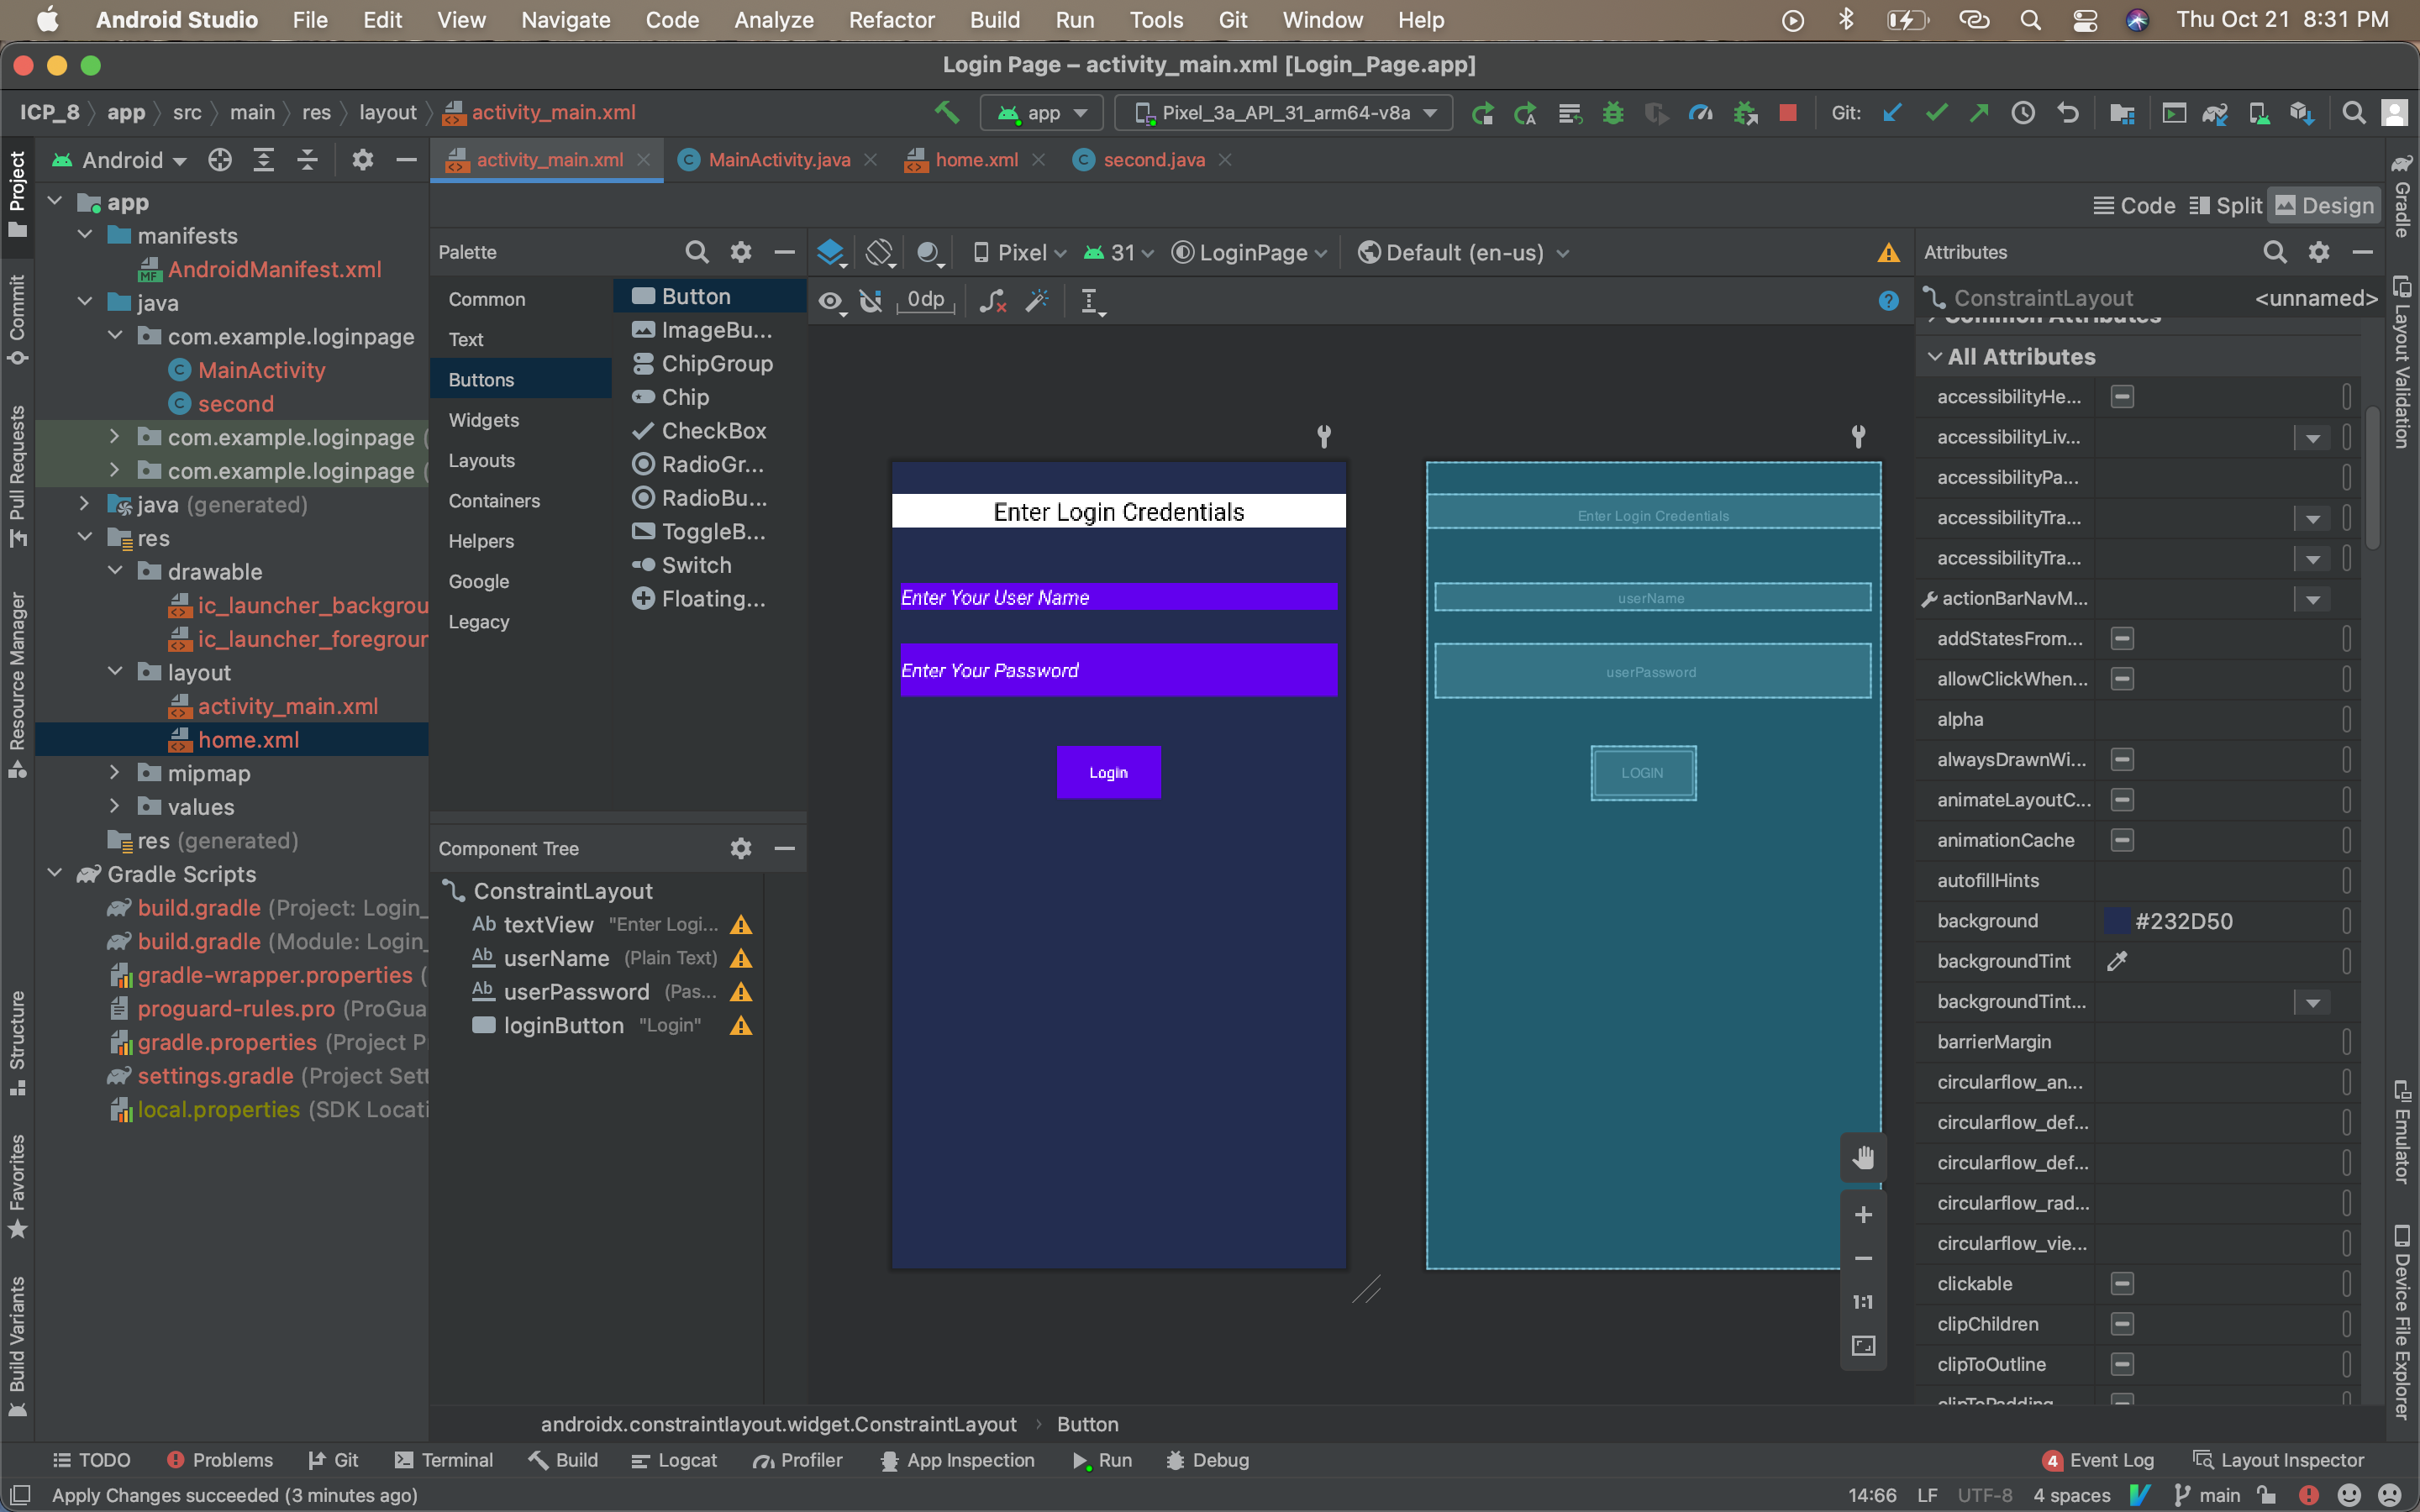 Android Studio File Edit View Navigate Code Analyze Refactor Build Run Tools Git Window Help Thu Oct 21 8:31 PM
Login Page – activity_main.xml [Login_Page.app]
ICP_8 app src main res layout activity_main.xml app Pixel_3a_API_31_arm64-v8a Git:
Android activity_main.xml MainActivity.java home.xml second.java
Code Split Design
Project
Commit
Pull Requests
Resource Manager
Structure
Favorites
Build Variants
app
manifests
AndroidManifest.xml
java
com.example.loginpage
MainActivity
second
com.example.loginpage (
com.example.loginpage (
java (generated)
res
drawable
ic_launcher_backgrou
ic_launcher_foregrour
layout
activity_main.xml
home.xml
mipmap
values
res (generated)
Gradle Scripts
build.gradle (Project: Login_
build.gradle (Module: Login_
gradle-wrapper.properties (
proguard-rules.pro (ProGua
gradle.properties (Project P
settings.gradle (Project Sett
local.properties (SDK Locati
Palette
Common
Text
Buttons
Widgets
Layouts
Containers
Helpers
Google
Legacy
Button
ImageBu...
ChipGroup
Chip
CheckBox
RadioGr...
RadioBu...
ToggleB...
Switch
Floating...
Component Tree
ConstraintLayout
Ab textView "Enter Logi...
Ab userName (Plain Text)
Ab userPassword (Pas...
loginButton "Login"
Pixel 31 LoginPage Default (en-us)
0dp
Enter Login Credentials
Enter Your User Name
Enter Your Password
Login
Enter Login Credentials
userName
userPassword
LOGIN
1:1
androidx.constraintlayout.widget.ConstraintLayout Button
Attributes
ConstraintLayout <unnamed>
Common Attributes
All Attributes
accessibilityHe...
accessibilityLiv...
accessibilityPa...
accessibilityTra...
accessibilityTra...
actionBarNavM...
addStatesFrom...
allowClickWhen...
alpha
alwaysDrawnWi...
animateLayoutC...
animationCache
autofillHints
background #232D50
backgroundTint
backgroundTint...
barrierMargin
circularflow_an...
circularflow_def...
circularflow_def...
circularflow_rad...
circularflow_vie...
clickable
clipChildren
clipToOutline
clipToPadding
Gradle
Layout Validation
Emulator
Device File Explorer
TODO Problems Git Terminal Build Logcat Profiler App Inspection Run Debug 4 Event Log Layout Inspector
Apply Changes succeeded (3 minutes ago) 14:66 LF UTF-8 4 spaces main